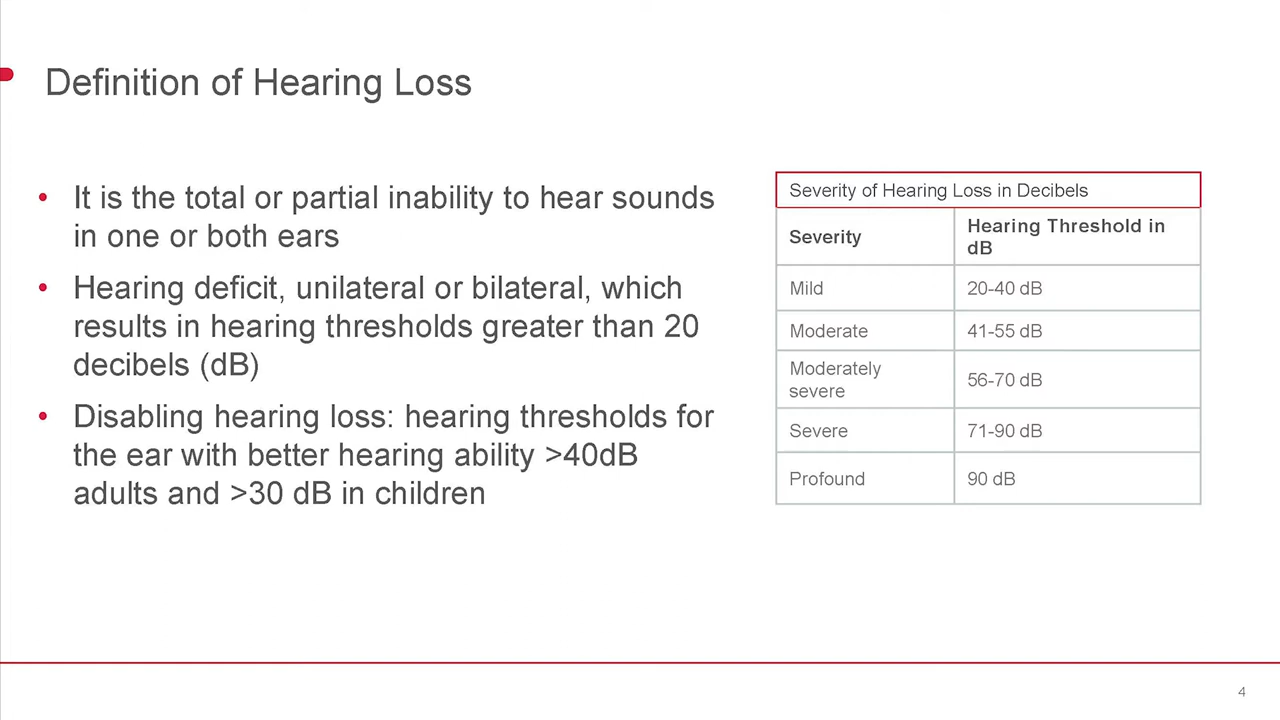 Definition of Hearing Loss
• It is the total or partial inability to hear sounds
in one or both ears
• Hearing deficit, unilateral or bilateral, which
results in hearing thresholds greater than 20
decibels (dB)
• Disabling hearing loss: hearing thresholds for
the ear with better hearing ability >40dB
adults and >30 dB in children
Severity of Hearing Loss in Decibels
Severity
Hearing Threshold in
dB
Mild
20-40 dB
Moderate
41-55 dB
Moderately
severe
56-70 dB
Severe
71-90 dB
Profound
90 dB
4